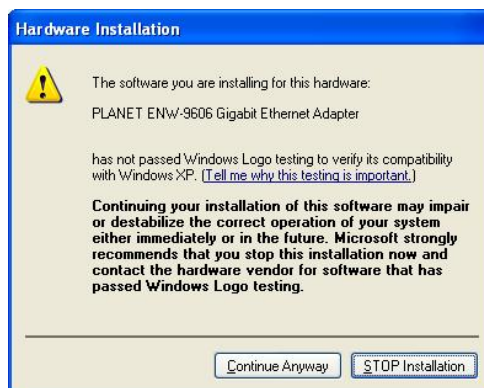 Hardware Installation
The software you are installing for this hardware:
PLANET ENW-9606 Gigabit Ethernet Adapter
has not passed Windows Logo testing to verify its compatibility
with Windows XP. (Tell me why this testing is important.)
Continuing your installation of this software may impair
or destabilize the correct operation of your system
either immediately or in the future. Microsoft strongly
recommends that you stop this installation now and
contact the hardware vendor for software that has
passed Windows Logo testing.
Continue Anyway
STOP Installation